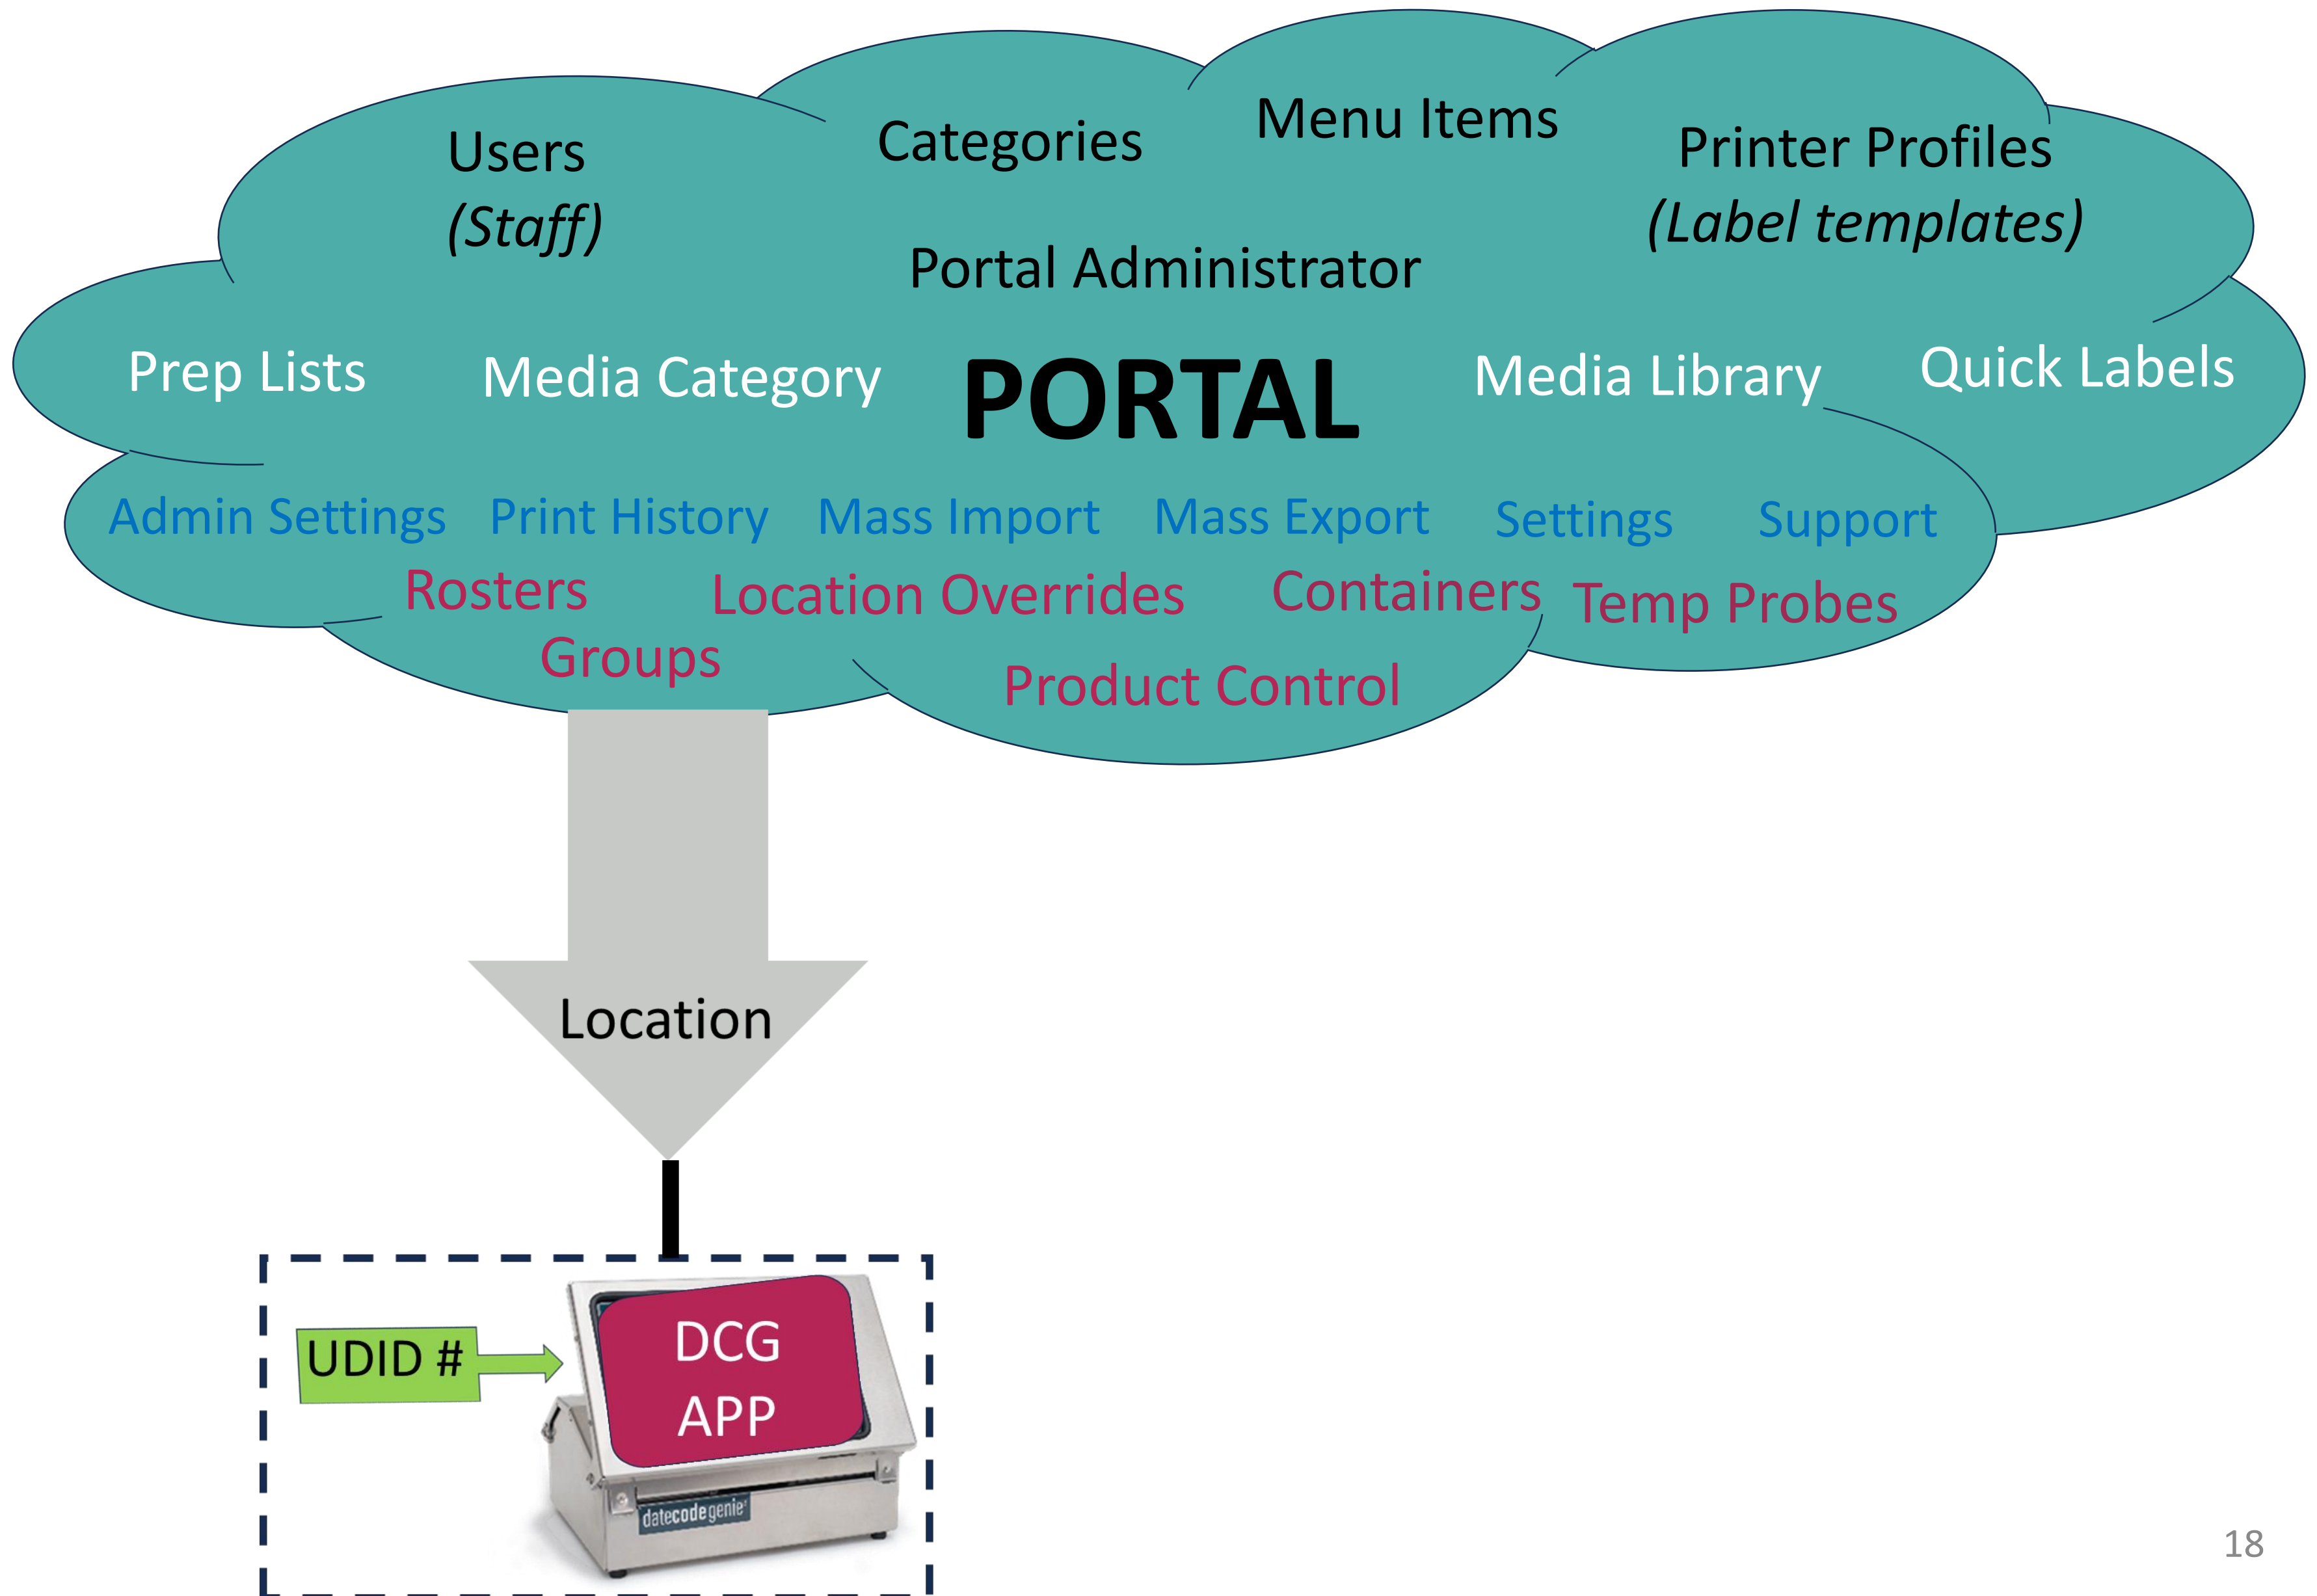 Users
(Staff)
Categories
Menu Items
Printer Profiles
(Label templates)
Portal Administrator
Prep Lists
Media Category
PORTAL
Media Library
Quick Labels
Admin Settings
Print History
Mass Import
Mass Export
Settings
Support
Rosters
Location Overrides
Containers
Temp Probes
Groups
Product Control
Location
UDID #
DCG
APP
datecodegenie
18